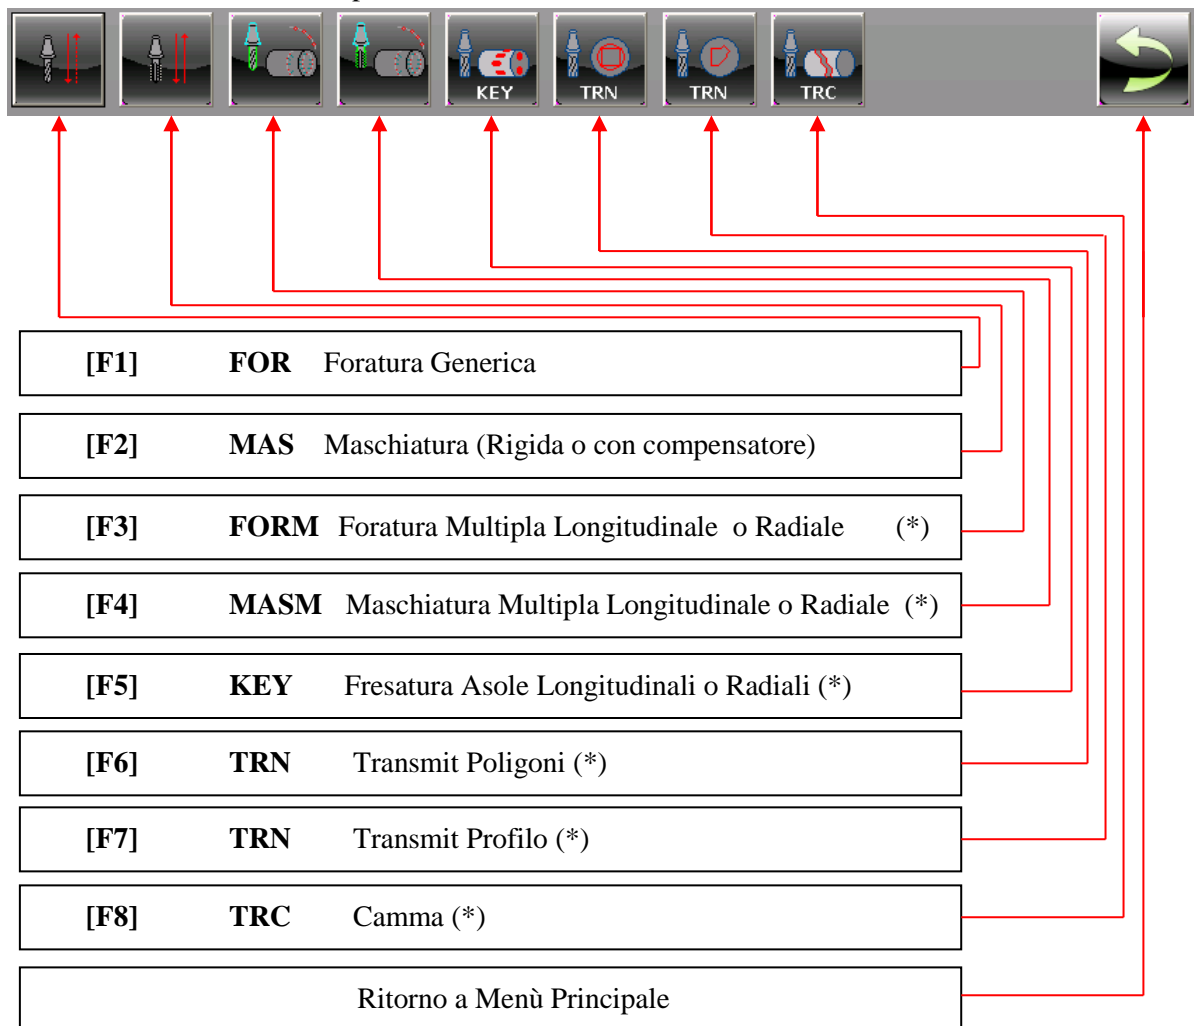 KEY TRN TRN TRC
[F1] FOR Foratura Generica
[F2] MAS Maschiatura (Rigida o con compensatore)
[F3] FORM Foratura Multipla Longitudinale o Radiale (*)
[F4] MASM Maschiatura Multipla Longitudinale o Radiale (*)
[F5] KEY Fresatura Asole Longitudinali o Radiali (*)
[F6] TRN Transmit Poligoni (*)
[F7] TRN Transmit Profilo (*)
[F8] TRC Camma (*)
Ritorno a Menù Principale